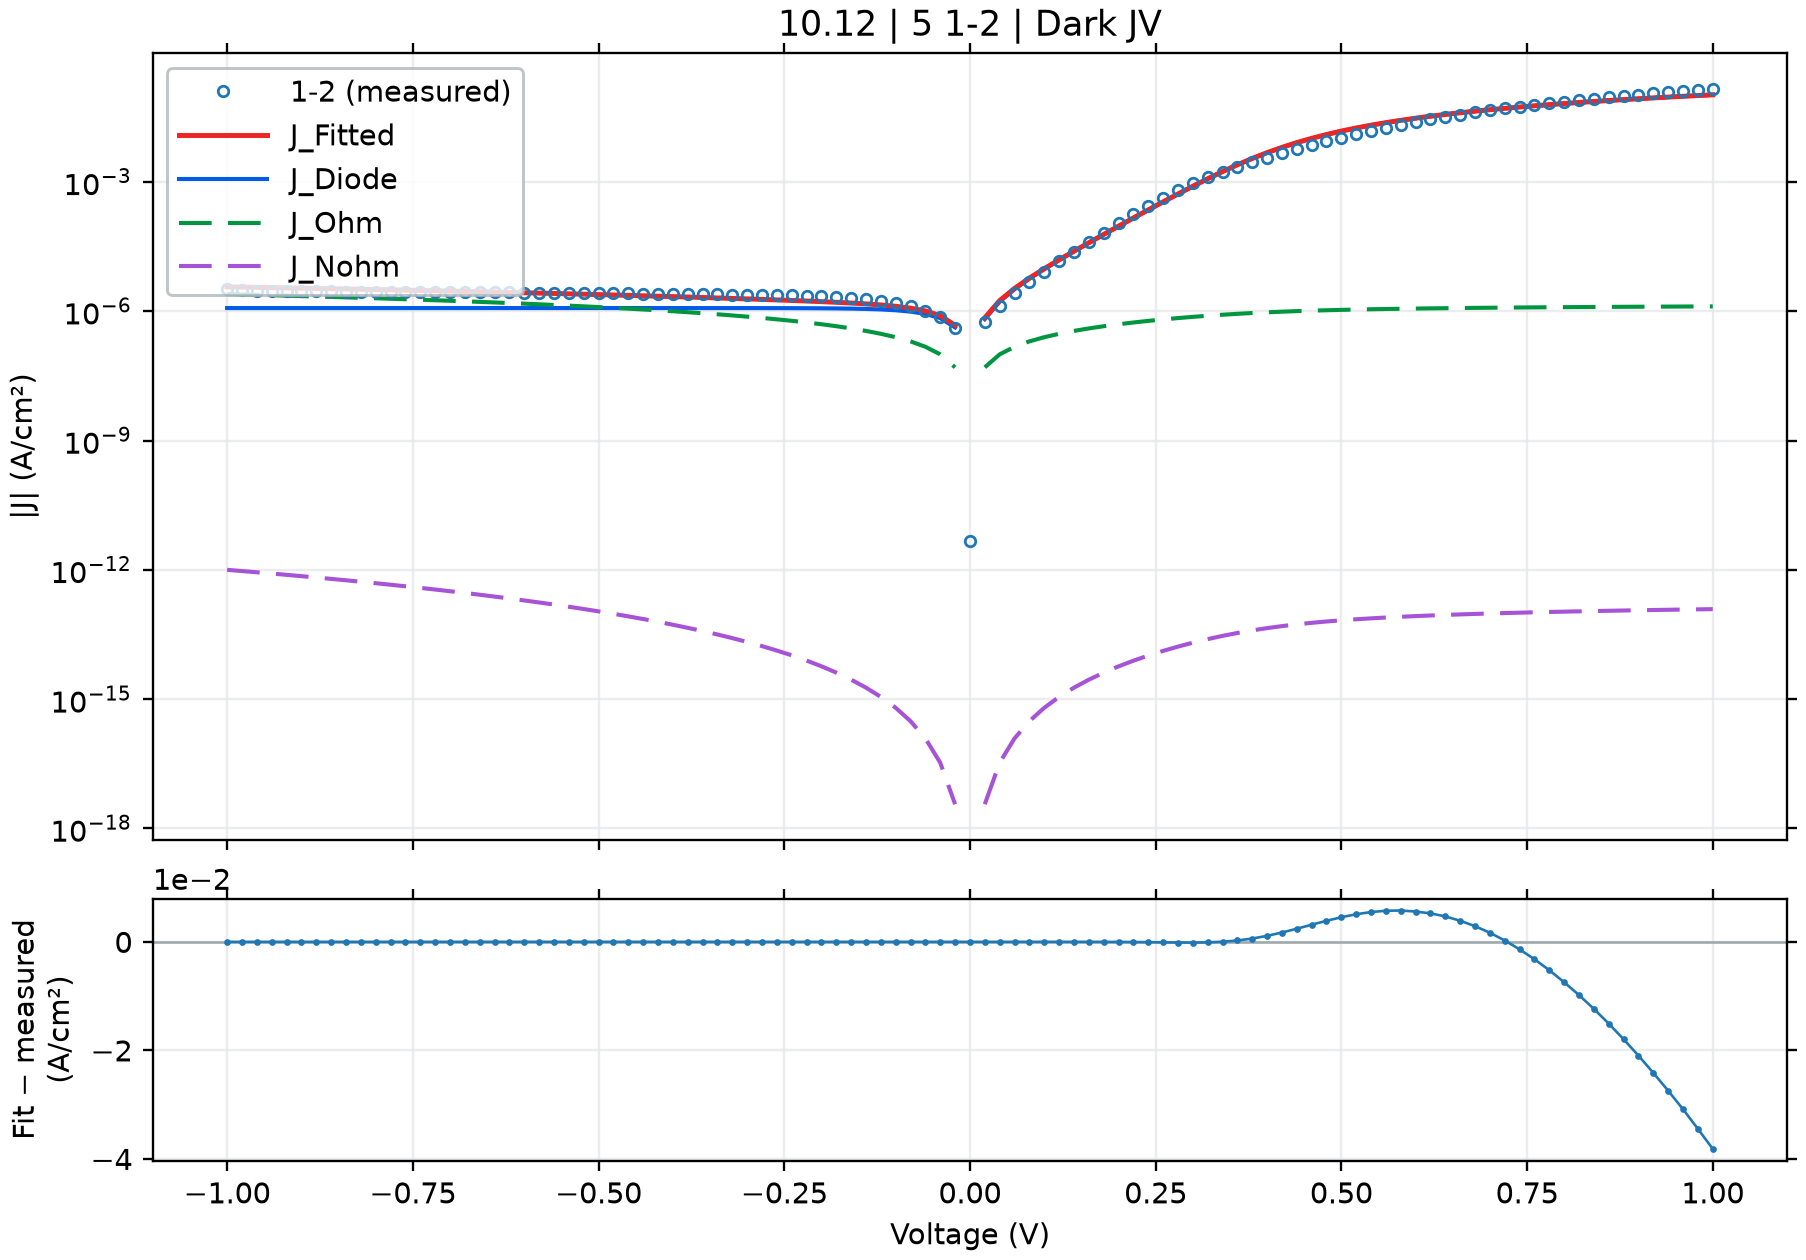 10.12 | 5 1-2 | Dark JV
1-2 (measured)
J_Fitted
J_Diode
J_Ohm
J_Nohm
|J| (A/cm²)
10⁻³
10⁻⁶
10⁻⁹
10⁻¹²
10⁻¹⁵
10⁻¹⁸
1e−2
Fit − measured
(A/cm²)
0
−2
−4
−1.00 −0.75 −0.50 −0.25 0.00 0.25 0.50 0.75 1.00
Voltage (V)